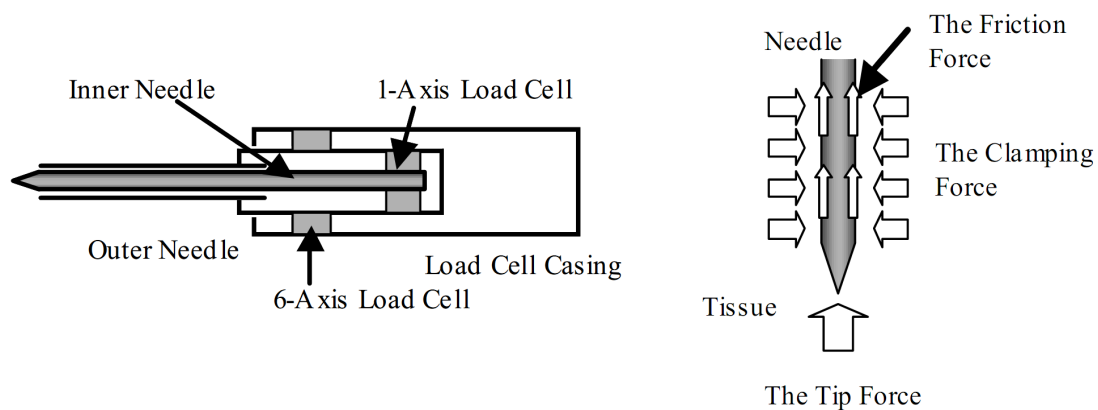 Inner Needle
1-Axis Load Cell
Outer Needle
Load Cell Casing
6-Axis Load Cell
Needle
The Friction
Force
The Clamping
Force
Tissue
The Tip Force